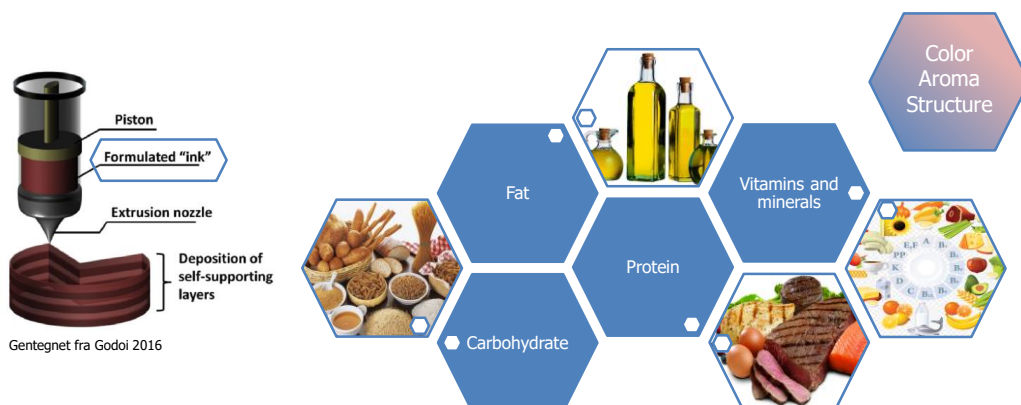 Piston
Formulated “ink”
Extrusion nozzle
Deposition of
self-supporting
layers
Gentegnet fra Godoi 2016
Fat
Carbohydrate
Protein
Vitamins and
minerals
Color
Aroma
Structure
E,F
A
PP
K
D
C